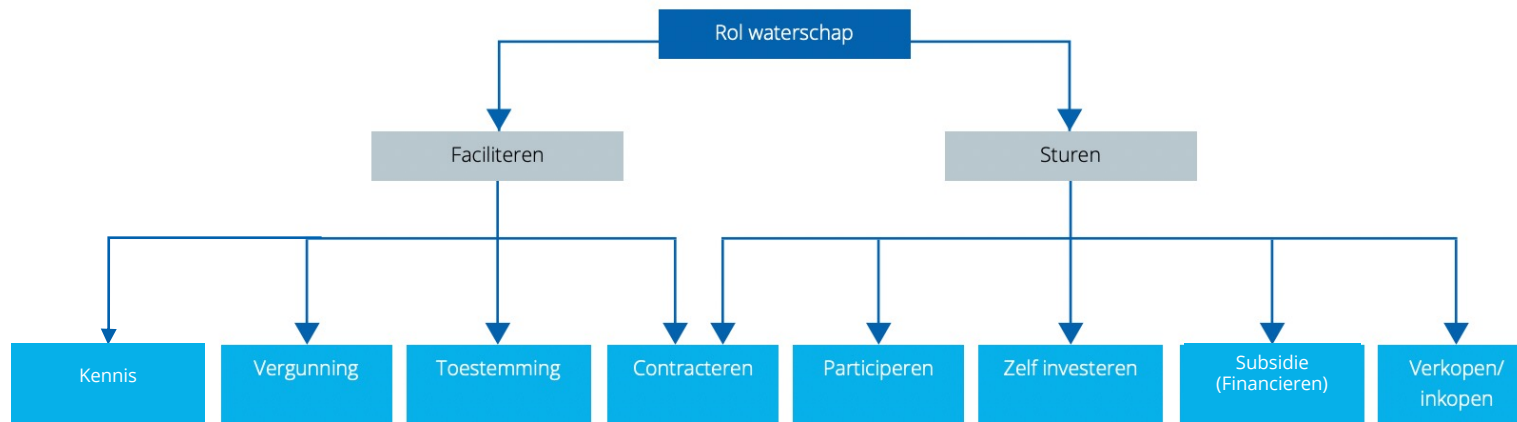 Rol waterschap
Faciliteren
Sturen
Kennis
Vergunning
Toestemming
Contracteren
Participeren
Zelf investeren
Subsidie
(Financieren)
Verkopen/
inkopen